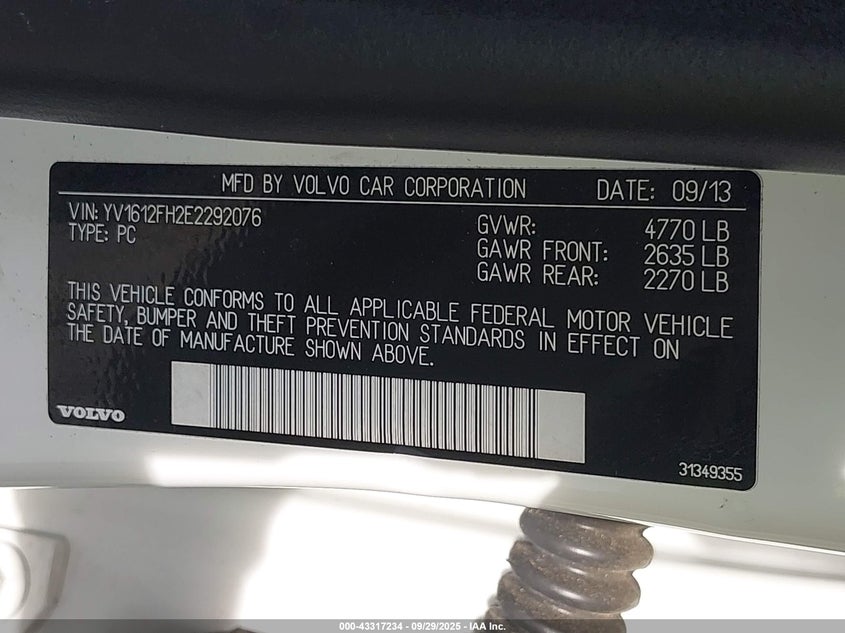 MFD BY VOLVO CAR CORPORATION DATE: 09/13
VIN: YV1612FH2E2292076
TYPE: PC
GVWR: 4770 LB
GAWR FRONT: 2635 LB
GAWR REAR: 2270 LB
THIS VEHICLE CONFORMS TO ALL APPLICABLE FEDERAL MOTOR VEHICLE
SAFETY, BUMPER AND THEFT PREVENTION STANDARDS IN EFFECT ON
THE DATE OF MANUFACTURE SHOWN ABOVE.
VOLVO
31349355
000-43317234 - 09/29/2025 - IAA Inc.